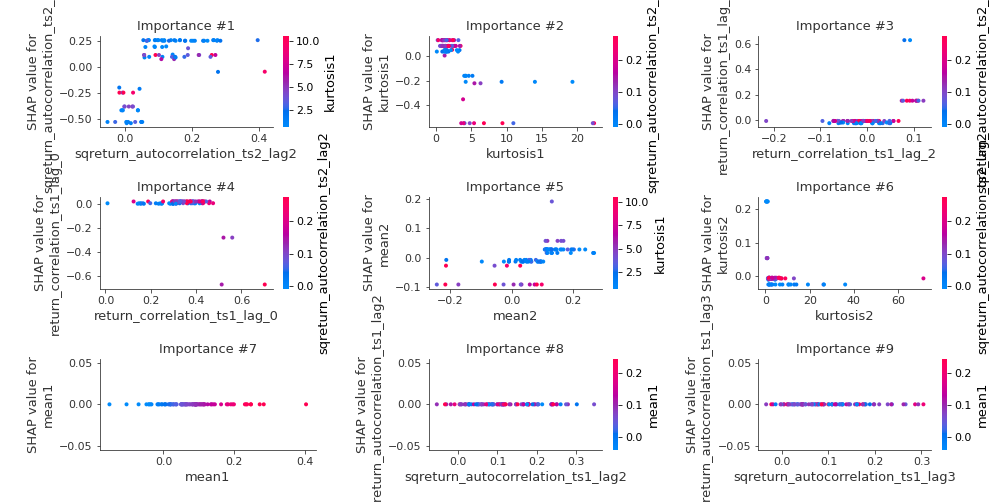 Importance #1
SHAP value for
sqreturn_autocorrelation_ts2_
0.25
0.00
−0.25
−0.50
0.0
0.2
0.4
sqreturn_autocorrelation_ts2_lag2
10.0
7.5
5.0
2.5
kurtosis1
Importance #2
SHAP value for
kurtosis1
0.0
−0.2
−0.4
0
5
10
15
20
kurtosis1
0.2
0.1
0.0
sqreturn_autocorrelation_ts2_lag2
Importance #3
SHAP value for
return_correlation_ts1_lag_
0.6
0.4
0.2
0.0
−0.2
−0.1
0.0
0.1
return_correlation_ts1_lag_2
0.2
0.1
0.0
sqreturn_autocorrelation_ts2_
Importance #4
SHAP value for
return_correlation_ts1_lag_0
0.0
−0.2
−0.4
−0.6
0.0
0.2
0.4
0.6
return_correlation_ts1_lag_0
0.2
0.1
0.0
sqreturn_autocorrelation_ts2_lag2
Importance #5
SHAP value for
mean2
0.2
0.1
0.0
−0.1
−0.2
0.0
0.2
mean2
10.0
7.5
5.0
2.5
kurtosis1
Importance #6
SHAP value for
kurtosis2
0.2
0.1
0.0
0
20
40
60
kurtosis2
0.2
0.1
0.0
sqreturn_autocorrelation_ts2_lag2
Importance #7
SHAP value for
mean1
0.05
0.00
−0.05
0.0
0.2
0.4
mean1
Importance #8
SHAP value for
sqreturn_autocorrelation_ts1_lag2
0.05
0.00
−0.05
0.0
0.1
0.2
0.3
sqreturn_autocorrelation_ts1_lag2
0.2
0.1
0.0
mean1
Importance #9
SHAP value for
sqreturn_autocorrelation_ts1_lag3
0.05
0.00
−0.05
0.0
0.1
0.2
0.3
sqreturn_autocorrelation_ts1_lag3
0.2
0.1
0.0
mean1